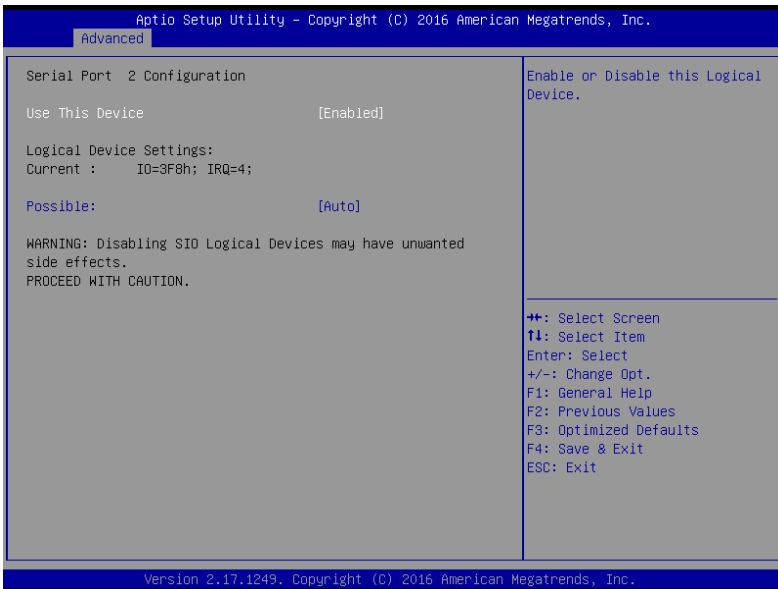 Aptio Setup Utility – Copyright (C) 2016 American Megatrends, Inc.
Advanced
Serial Port 2 Configuration
Use This Device [Enabled]
Logical Device Settings:
Current : IO=3F8h; IRQ=4;
Possible: [Auto]
WARNING: Disabling SIO Logical Devices may have unwanted
side effects.
PROCEED WITH CAUTION.
Enable or Disable this Logical
Device.
→←: Select Screen
↑↓: Select Item
Enter: Select
+/-: Change Opt.
F1: General Help
F2: Previous Values
F3: Optimized Defaults
F4: Save & Exit
ESC: Exit
Version 2.17.1249. Copyright (C) 2016 American Megatrends, Inc.